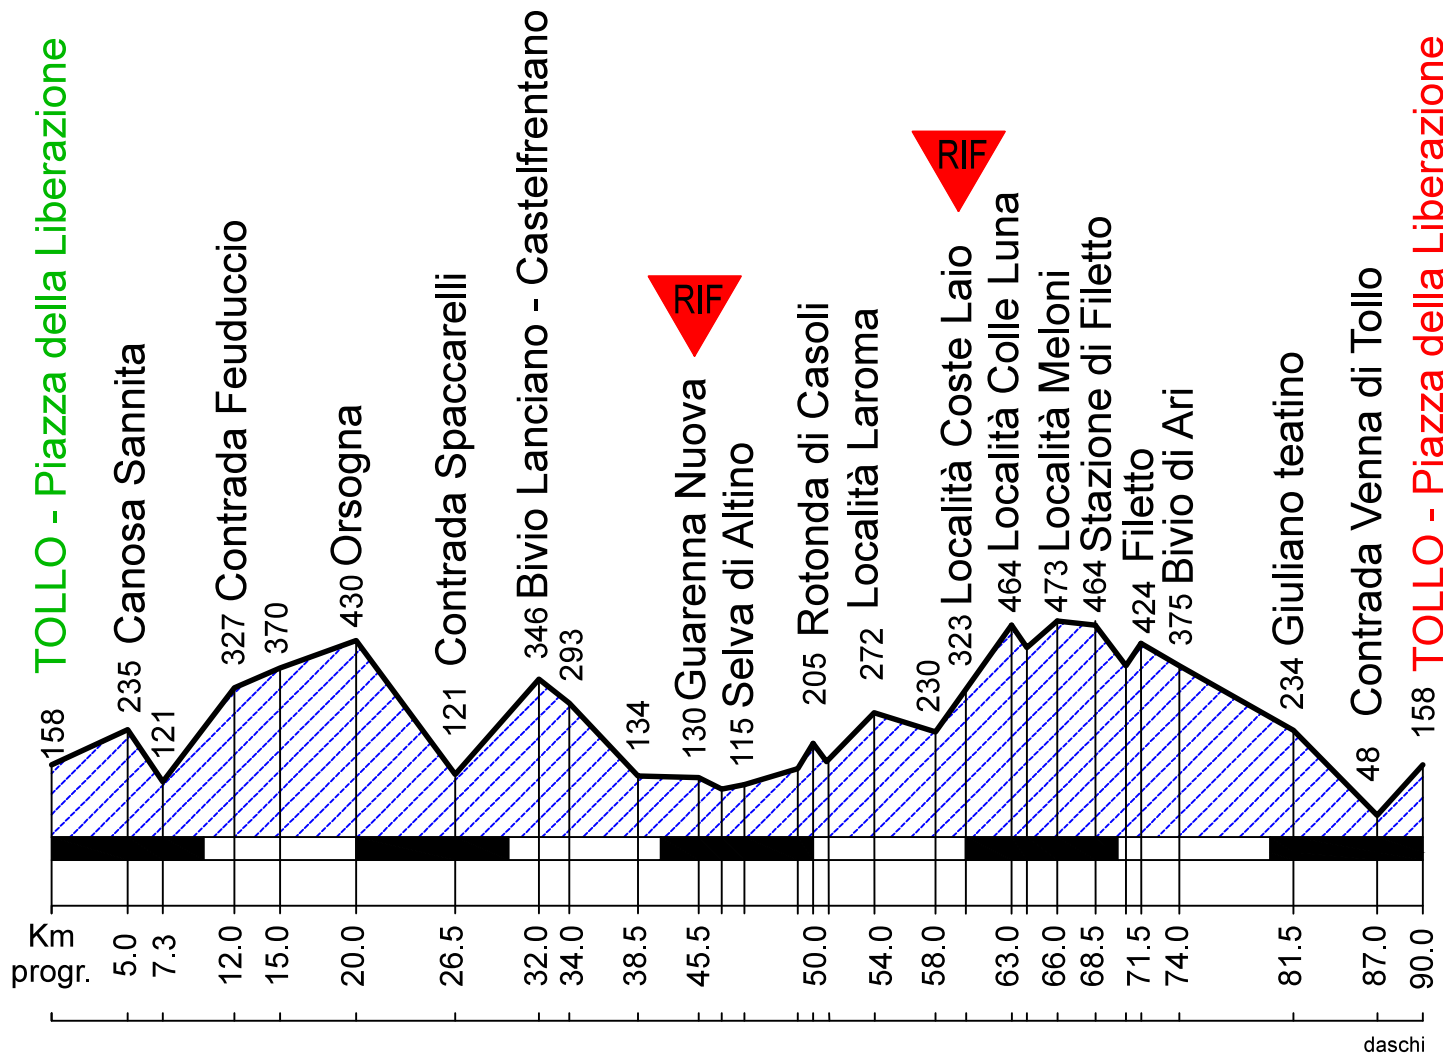 TOLLO - Piazza della Liberazione
158
235 Canosa Sannita
121
327 Contrada Feuduccio
370
430 Orsogna
121 Contrada Spaccarelli
346 Bivio Lanciano - Castelfrentano
293
134
RIF
130 Guarenna Nuova
115 Selva di Altino
205 Rotonda di Casoli
272 Località Laroma
230
RIF
323 Località Coste Laio
464 Località Colle Luna
473 Località Meloni
464 Stazione di Filetto
424 Filetto
375 Bivio di Ari
234 Giuliano teatino
48 Contrada Venna di Tollo
158 TOLLO - Piazza della Liberazione
Km
progr.
5.0
7.3
12.0
15.0
20.0
26.5
32.0
34.0
38.5
45.5
50.0
54.0
58.0
63.0
66.0
68.5
71.5
74.0
81.5
87.0
90.0
daschi